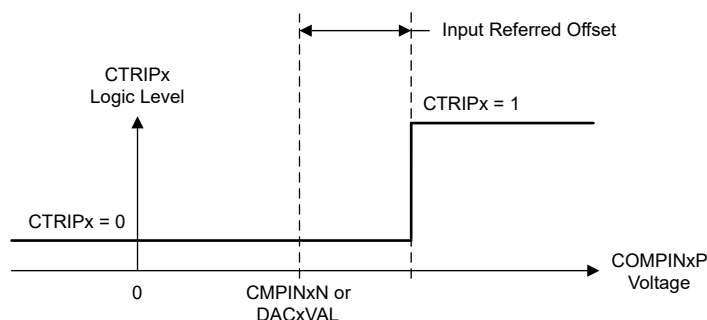 Input Referred Offset
CTRIPx
Logic Level
CTRIPx = 1
CTRIPx = 0
COMPINxP
Voltage
0
CMPINxN or
DACxVAL